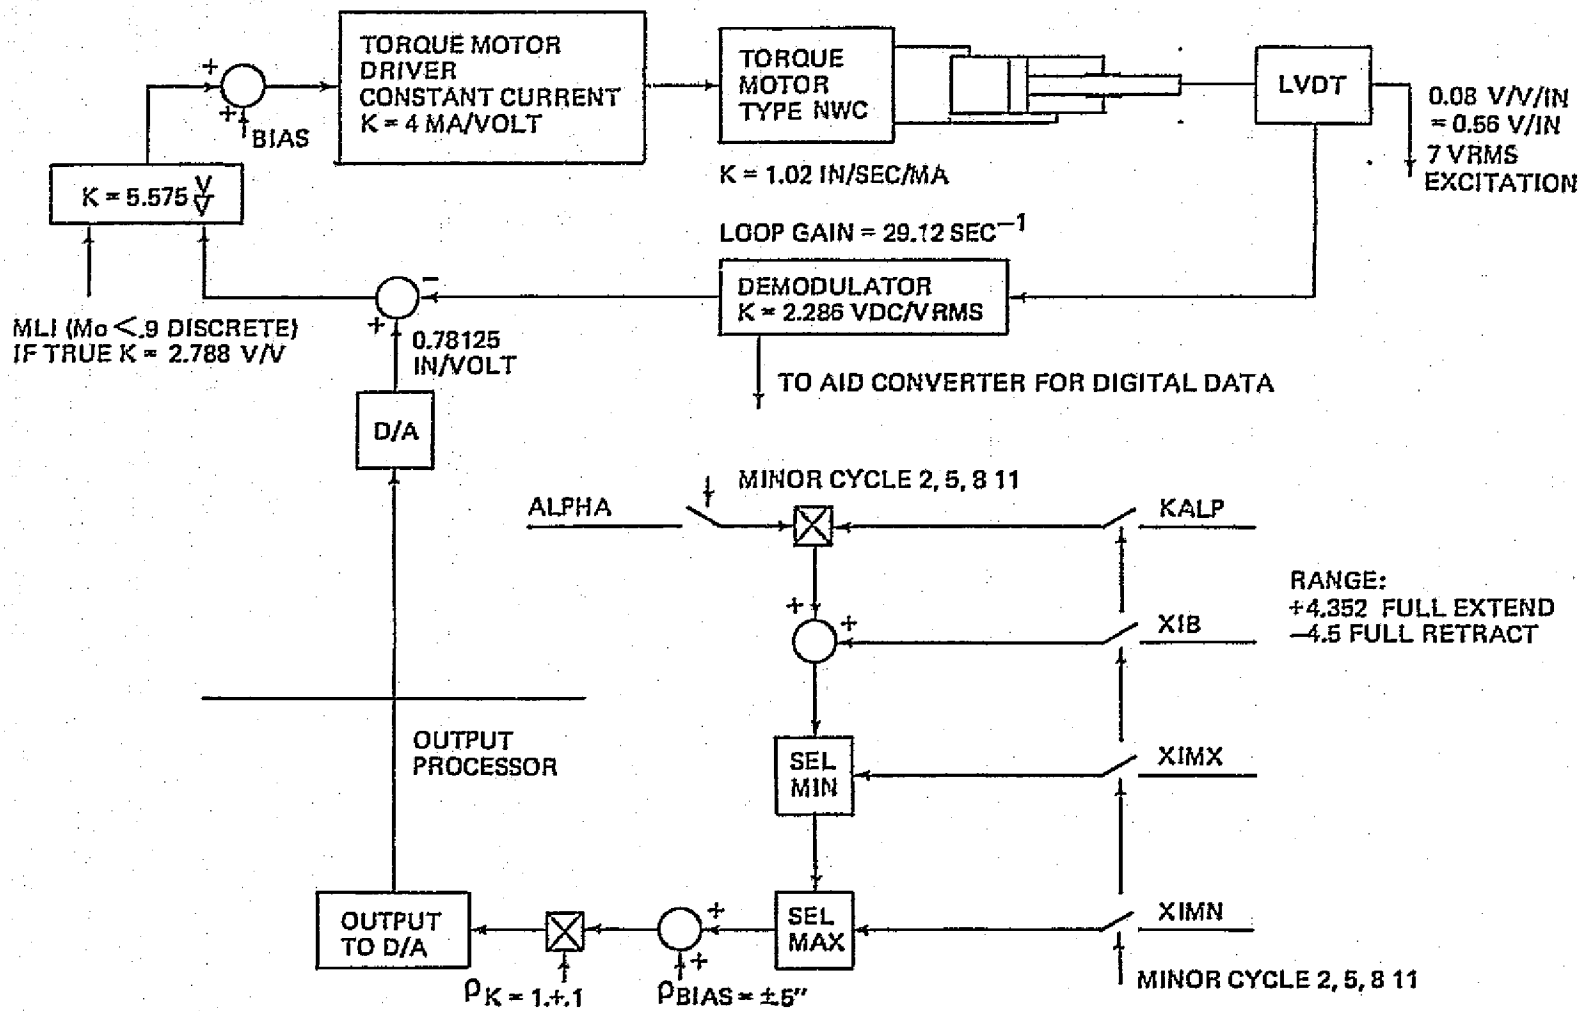 TORQUE MOTOR
DRIVER
CONSTANT CURRENT
K = 4 MA/VOLT
TORQUE
MOTOR
TYPE NWC
LVDT
0.08 V/V/IN
= 0.56 V/IN
7 VRMS
EXCITATION
+
+
BIAS
K = 5.575 V/V
K = 1.02 IN/SEC/MA
LOOP GAIN = 29.12 SEC⁻¹
DEMODULATOR
K = 2.286 VDC/VRMS
−
+
MLI (Mo < .9 DISCRETE)
IF TRUE K = 2.788 V/V
0.78125
IN/VOLT
TO AID CONVERTER FOR DIGITAL DATA
D/A
MINOR CYCLE 2, 5, 8 11
ALPHA
KALP
RANGE:
+4.352 FULL EXTEND
−4.5 FULL RETRACT
+
+
XIB
OUTPUT
PROCESSOR
SEL
MIN
XIMX
OUTPUT
TO D/A
+
+
SEL
MAX
XIMN
ρK = 1.+.1
ρBIAS = ±.5"
MINOR CYCLE 2, 5, 8 11